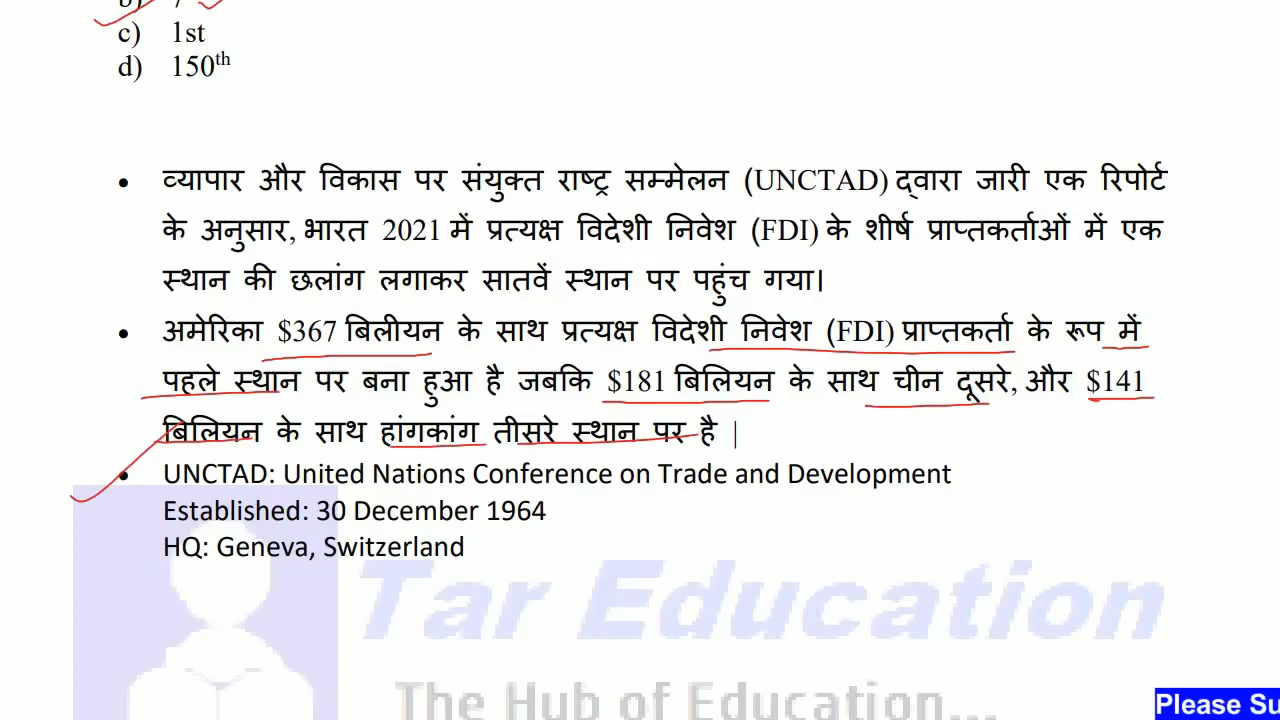 b) 7
c) 1st
d) 150th
• व्यापार और विकास पर संयुक्त राष्ट्र सम्मेलन (UNCTAD) द्वारा जारी एक रिपोर्ट
के अनुसार, भारत 2021 में प्रत्यक्ष विदेशी निवेश (FDI) के शीर्ष प्राप्तकर्ताओं में एक
स्थान की छलांग लगाकर सातवें स्थान पर पहुंच गया।
• अमेरिका $367 बिलीयन के साथ प्रत्यक्ष विदेशी निवेश (FDI) प्राप्तकर्ता के रूप में
पहले स्थान पर बना हुआ है जबकि $181 बिलियन के साथ चीन दूसरे, और $141
बिलियन के साथ हांगकांग तीसरे स्थान पर है |
• UNCTAD: United Nations Conference on Trade and Development
Established: 30 December 1964
HQ: Geneva, Switzerland
Tar Education
The Hub of Education...
Please Su